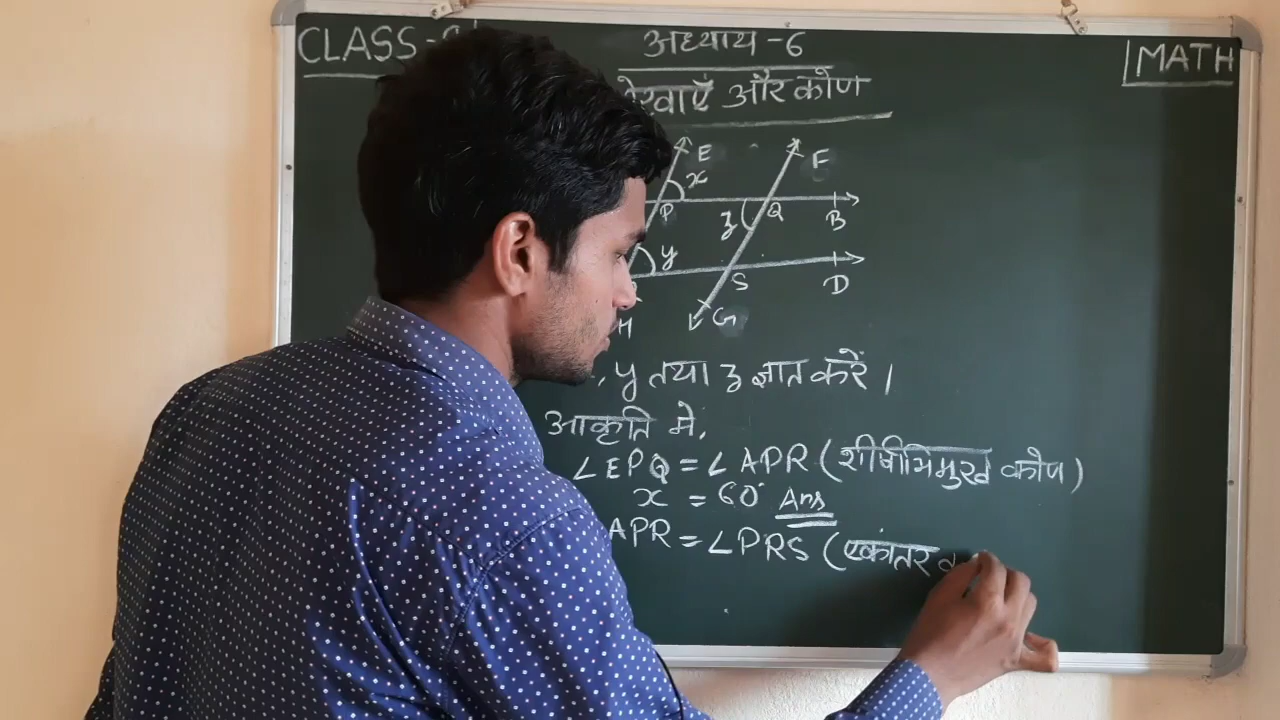 CLASS- अध्याय-6 MATH
रेखाएँ और कोण
E F
x
P Q B
z
y
S D
G
H
, y तथा z ज्ञात करें।
आकृति में,
∠EPQ = ∠APR (शीर्षाभिमुख कोण)
x = 60° Ans
APR = ∠PRS (एकांतर